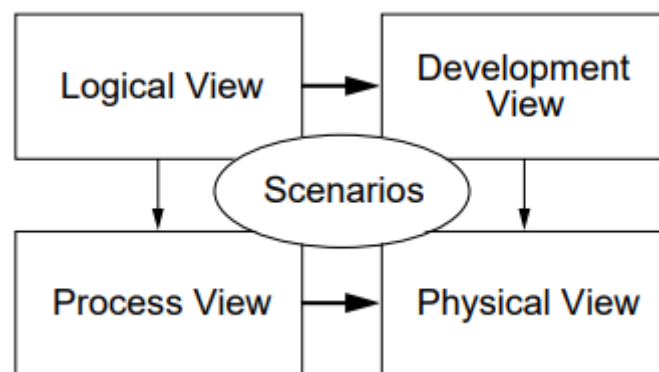 Logical View
Development
View
Scenarios
Process View
Physical View